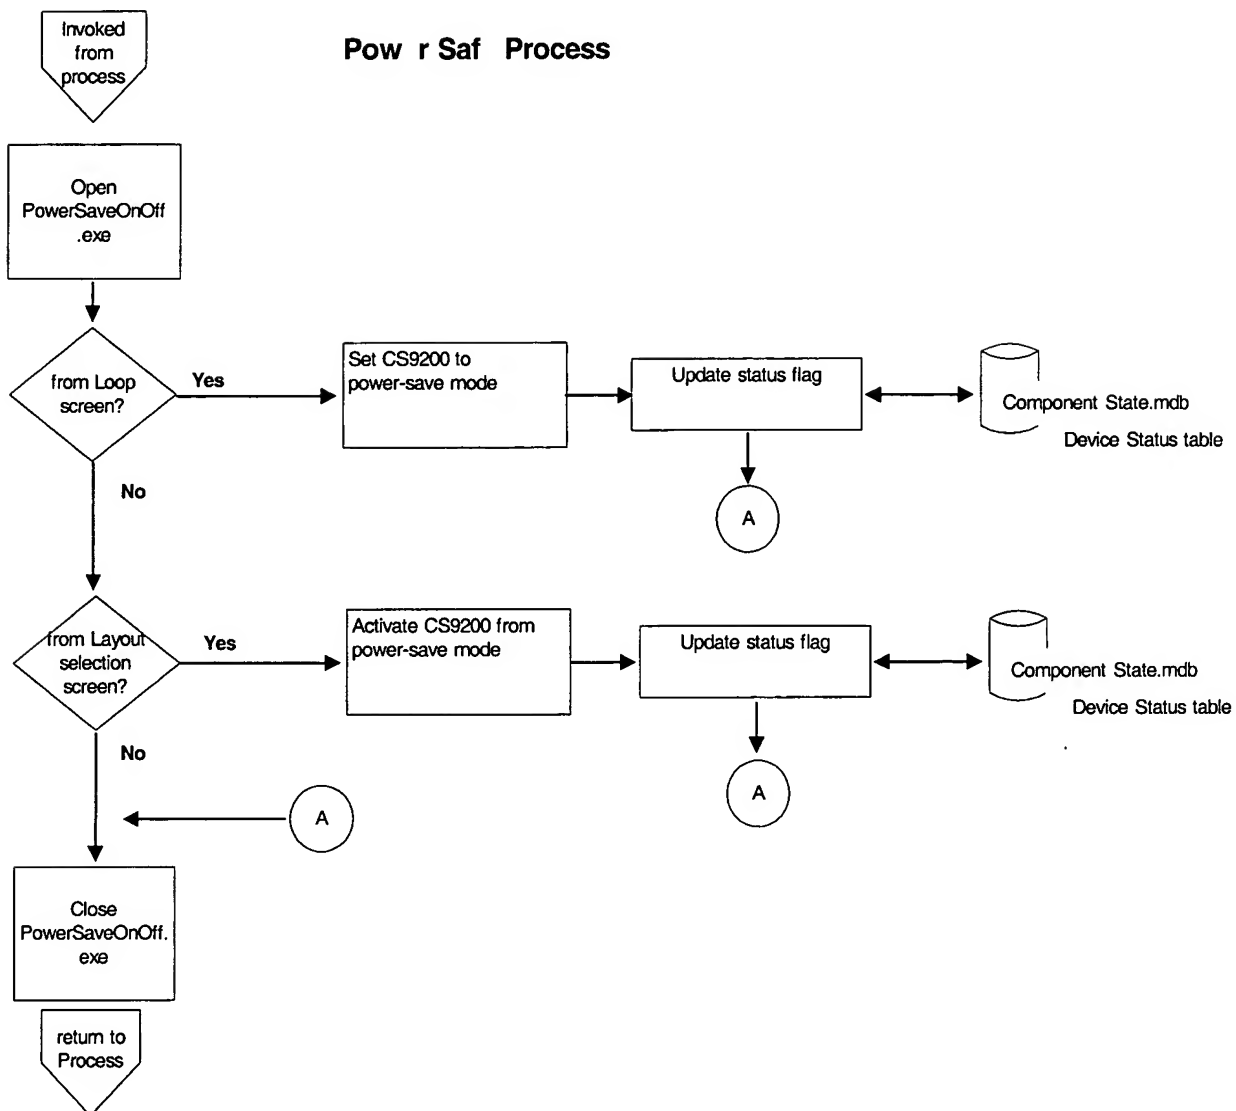 Invoked
from
process
Pow r Saf Process
Open
PowerSaveOnOff
.exe
from Loop
screen?
Yes
Set CS9200 to
power-save mode
Update status flag
Component State.mdb
Device Status table
No
A
from Layout
selection
screen?
Yes
Activate CS9200 from
power-save mode
Update status flag
Component State.mdb
Device Status table
No
A
A
Close
PowerSaveOnOff.
exe
return to
Process